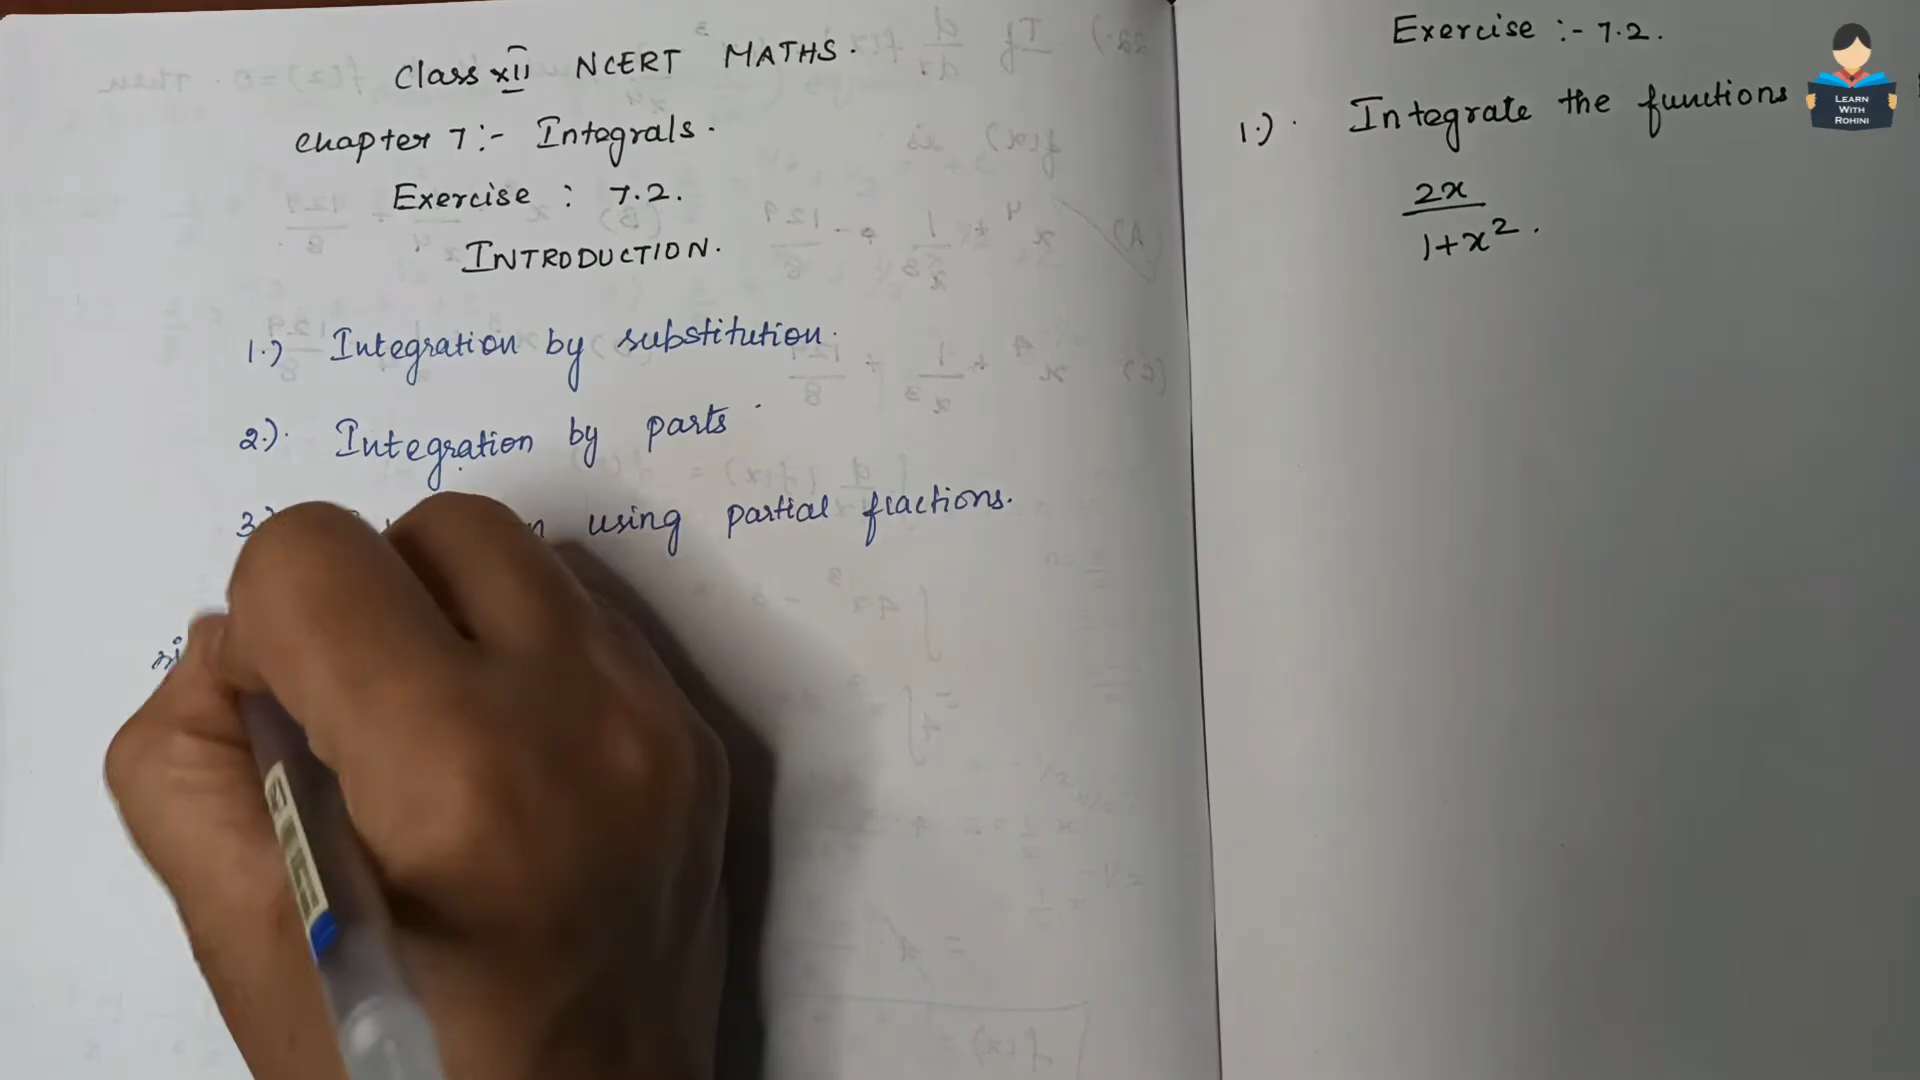 Class XII NCERT MATHS.
Chapter 7:- Integrals.
Exercise : 7.2.
INTRODUCTION.
1.) Integration by substitution.
2.) Integration by parts.
3.) using partial fractions.
Exercise :- 7.2.
1.) Integrate the functions
2x
1+x².
LEARN
WITH
ROHINI